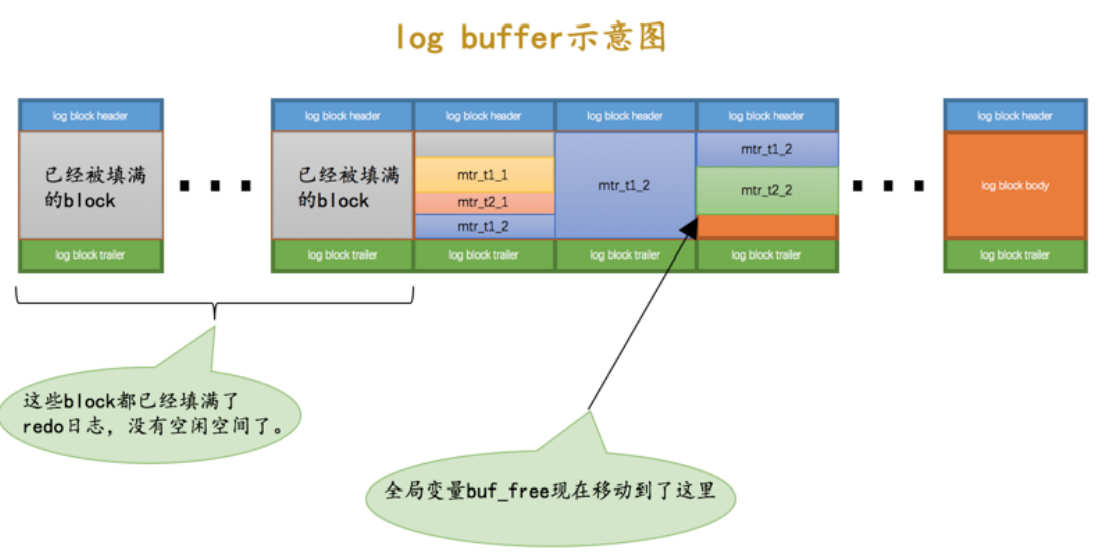 log buffer示意图
log block header
log block header
log block header
log block header
log block header
log block header
已经被填满
的block
已经被填满
的block
mtr_t1_1
mtr_t2_1
mtr_t1_2
mtr_t1_2
mtr_t1_2
mtr_t2_2
log block body
log block trailer
log block trailer
log block trailer
log block trailer
log block trailer
log block trailer
这些block都已经填满了
redo日志，没有空闲空间了。
全局变量buf_free现在移动到了这里